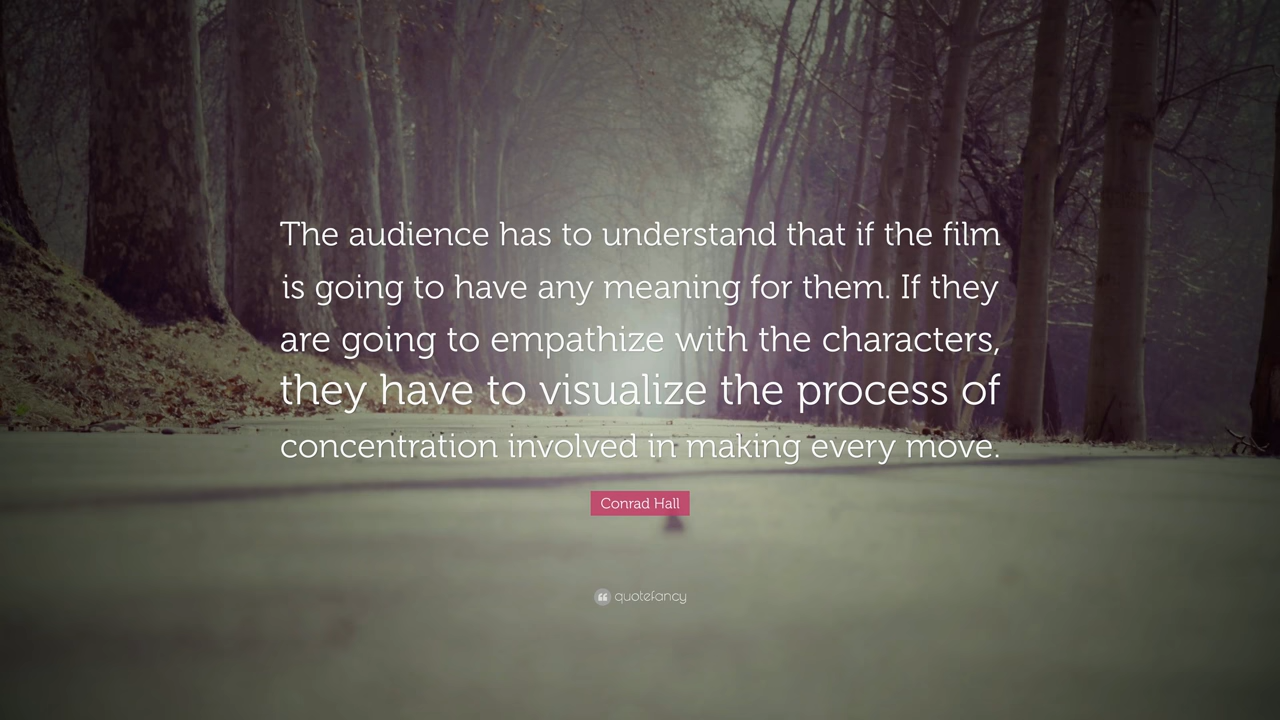 The audience has to understand that if the film
is going to have any meaning for them. If they
are going to empathize with the characters,
they have to visualize the process of
concentration involved in making every move.
Conrad Hall
quotefancy